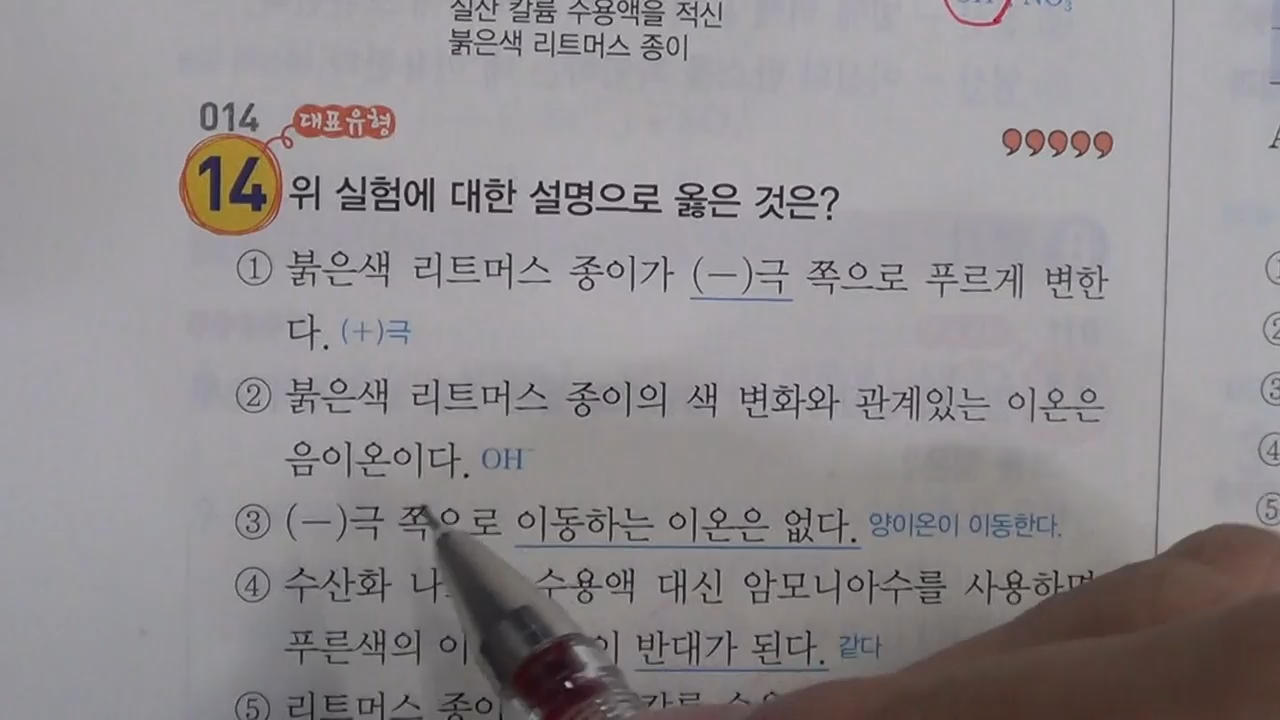 질산 칼륨 수용액을 적신
붉은색 리트머스 종이
014 대표유형
14 위 실험에 대한 설명으로 옳은 것은?
① 붉은색 리트머스 종이가 (−)극 쪽으로 푸르게 변한
다. (+)극
② 붉은색 리트머스 종이의 색 변화와 관계있는 이온은
음이온이다. OH⁻
③ (−)극 쪽으로 이동하는 이온은 없다. 양이온이 이동한다.
④ 수산화 수용액 대신 암모니아수를 사용하면
푸른색의 반대가 된다. 같다
⑤ 리트머스 종이